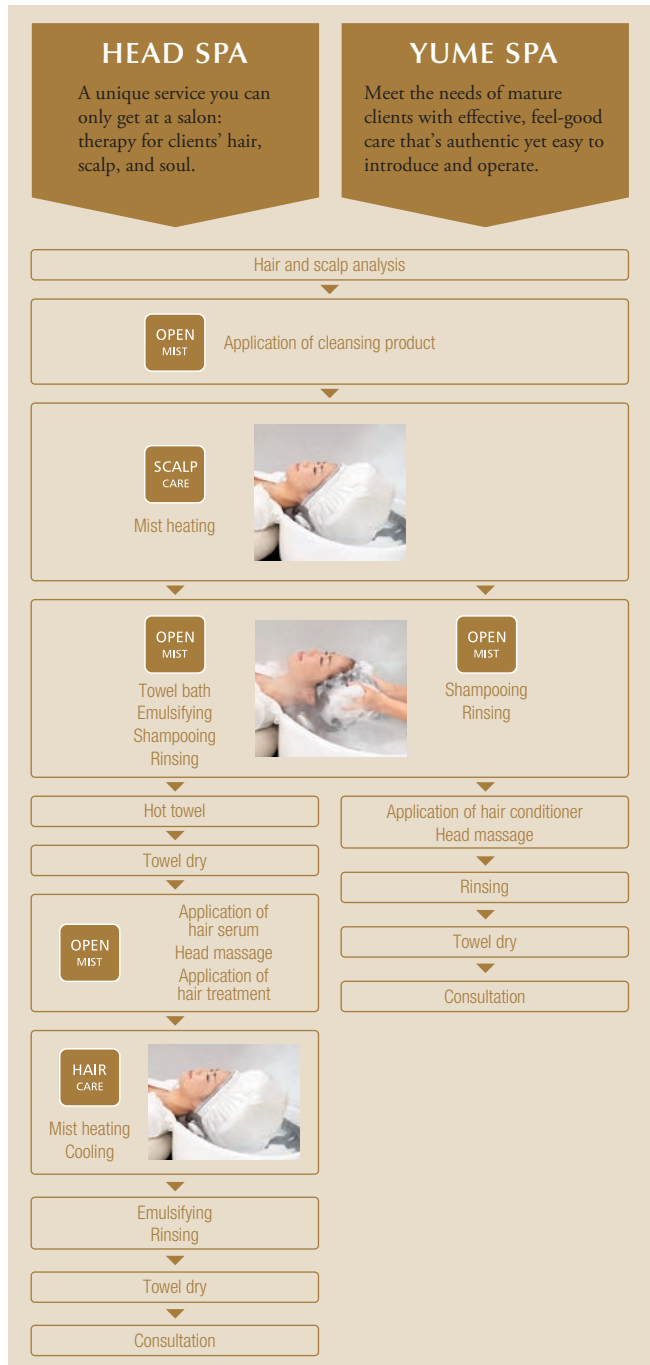 HEAD SPA
A unique service you can
only get at a salon:
therapy for clients’ hair,
scalp, and soul.
YUME SPA
Meet the needs of mature
clients with effective, feel-good
care that’s authentic yet easy to
introduce and operate.
Hair and scalp analysis
OPEN
MIST
Application of cleansing product
SCALP
CARE
Mist heating
OPEN
MIST
Towel bath
Emulsifying
Shampooing
Rinsing
OPEN
MIST
Shampooing
Rinsing
Hot towel
Towel dry
OPEN
MIST
Application of
hair serum
Head massage
Application of
hair treatment
HAIR
CARE
Mist heating
Cooling
Emulsifying
Rinsing
Towel dry
Consultation
Application of hair conditioner
Head massage
Rinsing
Towel dry
Consultation